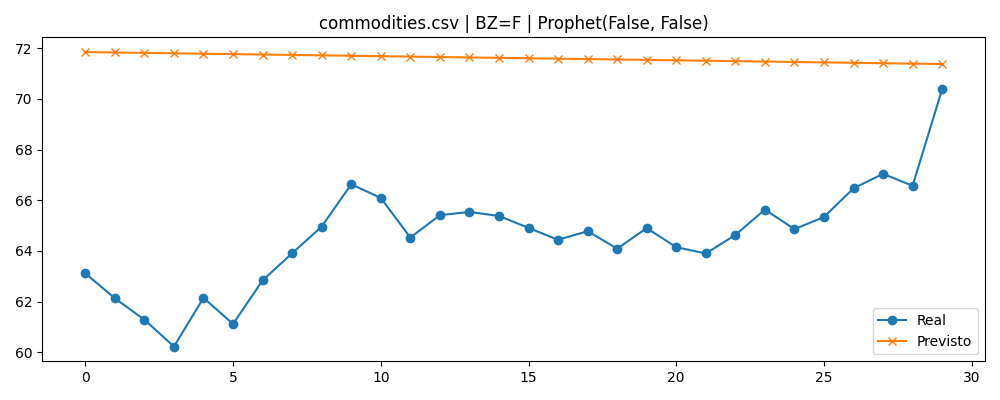 commodities.csv | BZ=F | Prophet(False, False)
72
70
68
66
64
62
60
0 5 10 15 20 25 30
Real
Previsto